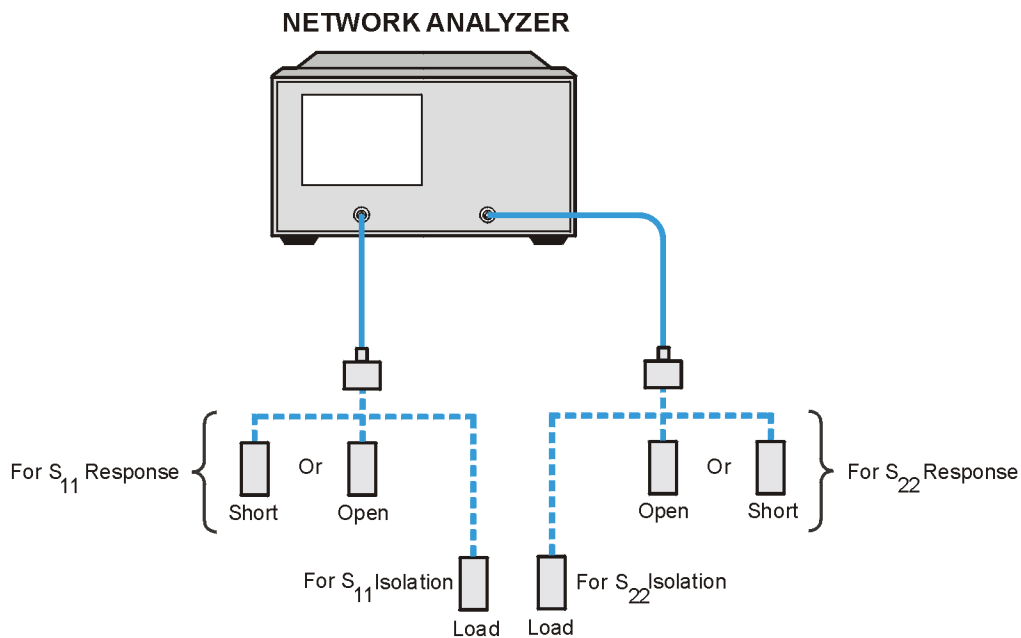 NETWORK ANALYZER
For S11 Response
Or
Short
Open
Or
Open
Short
For S22 Response
For S11 Isolation
Load
For S22 Isolation
Load